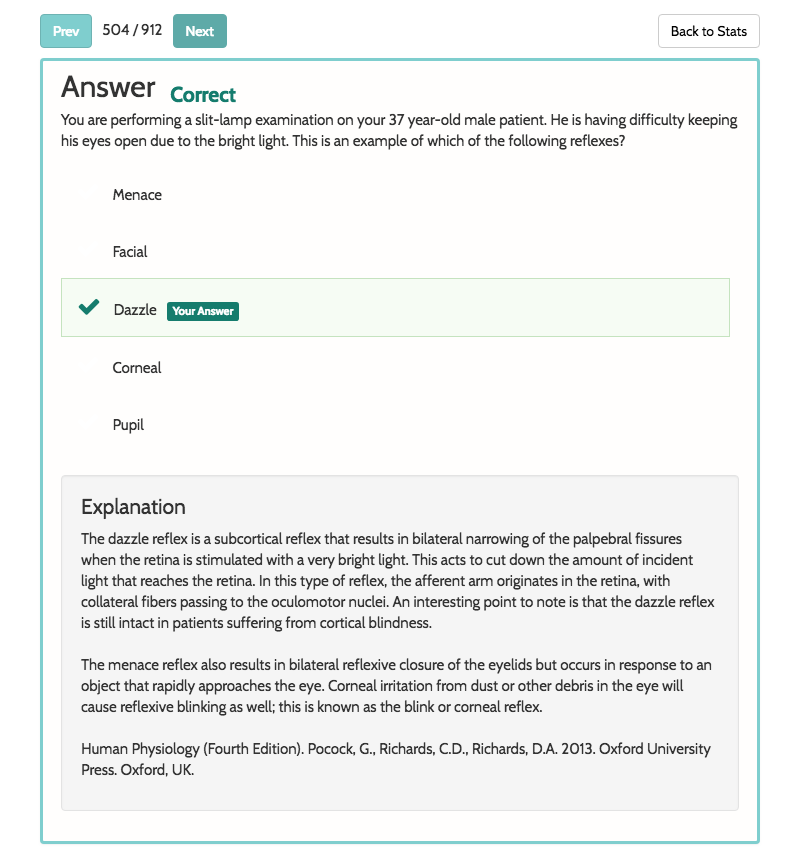 Prev 504 / 912 Next Back to Stats
Answer Correct
You are performing a slit-lamp examination on your 37 year-old male patient. He is having difficulty keeping
his eyes open due to the bright light. This is an example of which of the following reflexes?
Menace
Facial
Dazzle Your Answer
Corneal
Pupil
Explanation
The dazzle reflex is a subcortical reflex that results in bilateral narrowing of the palpebral fissures
when the retina is stimulated with a very bright light. This acts to cut down the amount of incident
light that reaches the retina. In this type of reflex, the afferent arm originates in the retina, with
collateral fibers passing to the oculomotor nuclei. An interesting point to note is that the dazzle reflex
is still intact in patients suffering from cortical blindness.
The menace reflex also results in bilateral reflexive closure of the eyelids but occurs in response to an
object that rapidly approaches the eye. Corneal irritation from dust or other debris in the eye will
cause reflexive blinking as well; this is known as the blink or corneal reflex.
Human Physiology (Fourth Edition). Pocock, G., Richards, C.D., Richards, D.A. 2013. Oxford University
Press. Oxford, UK.